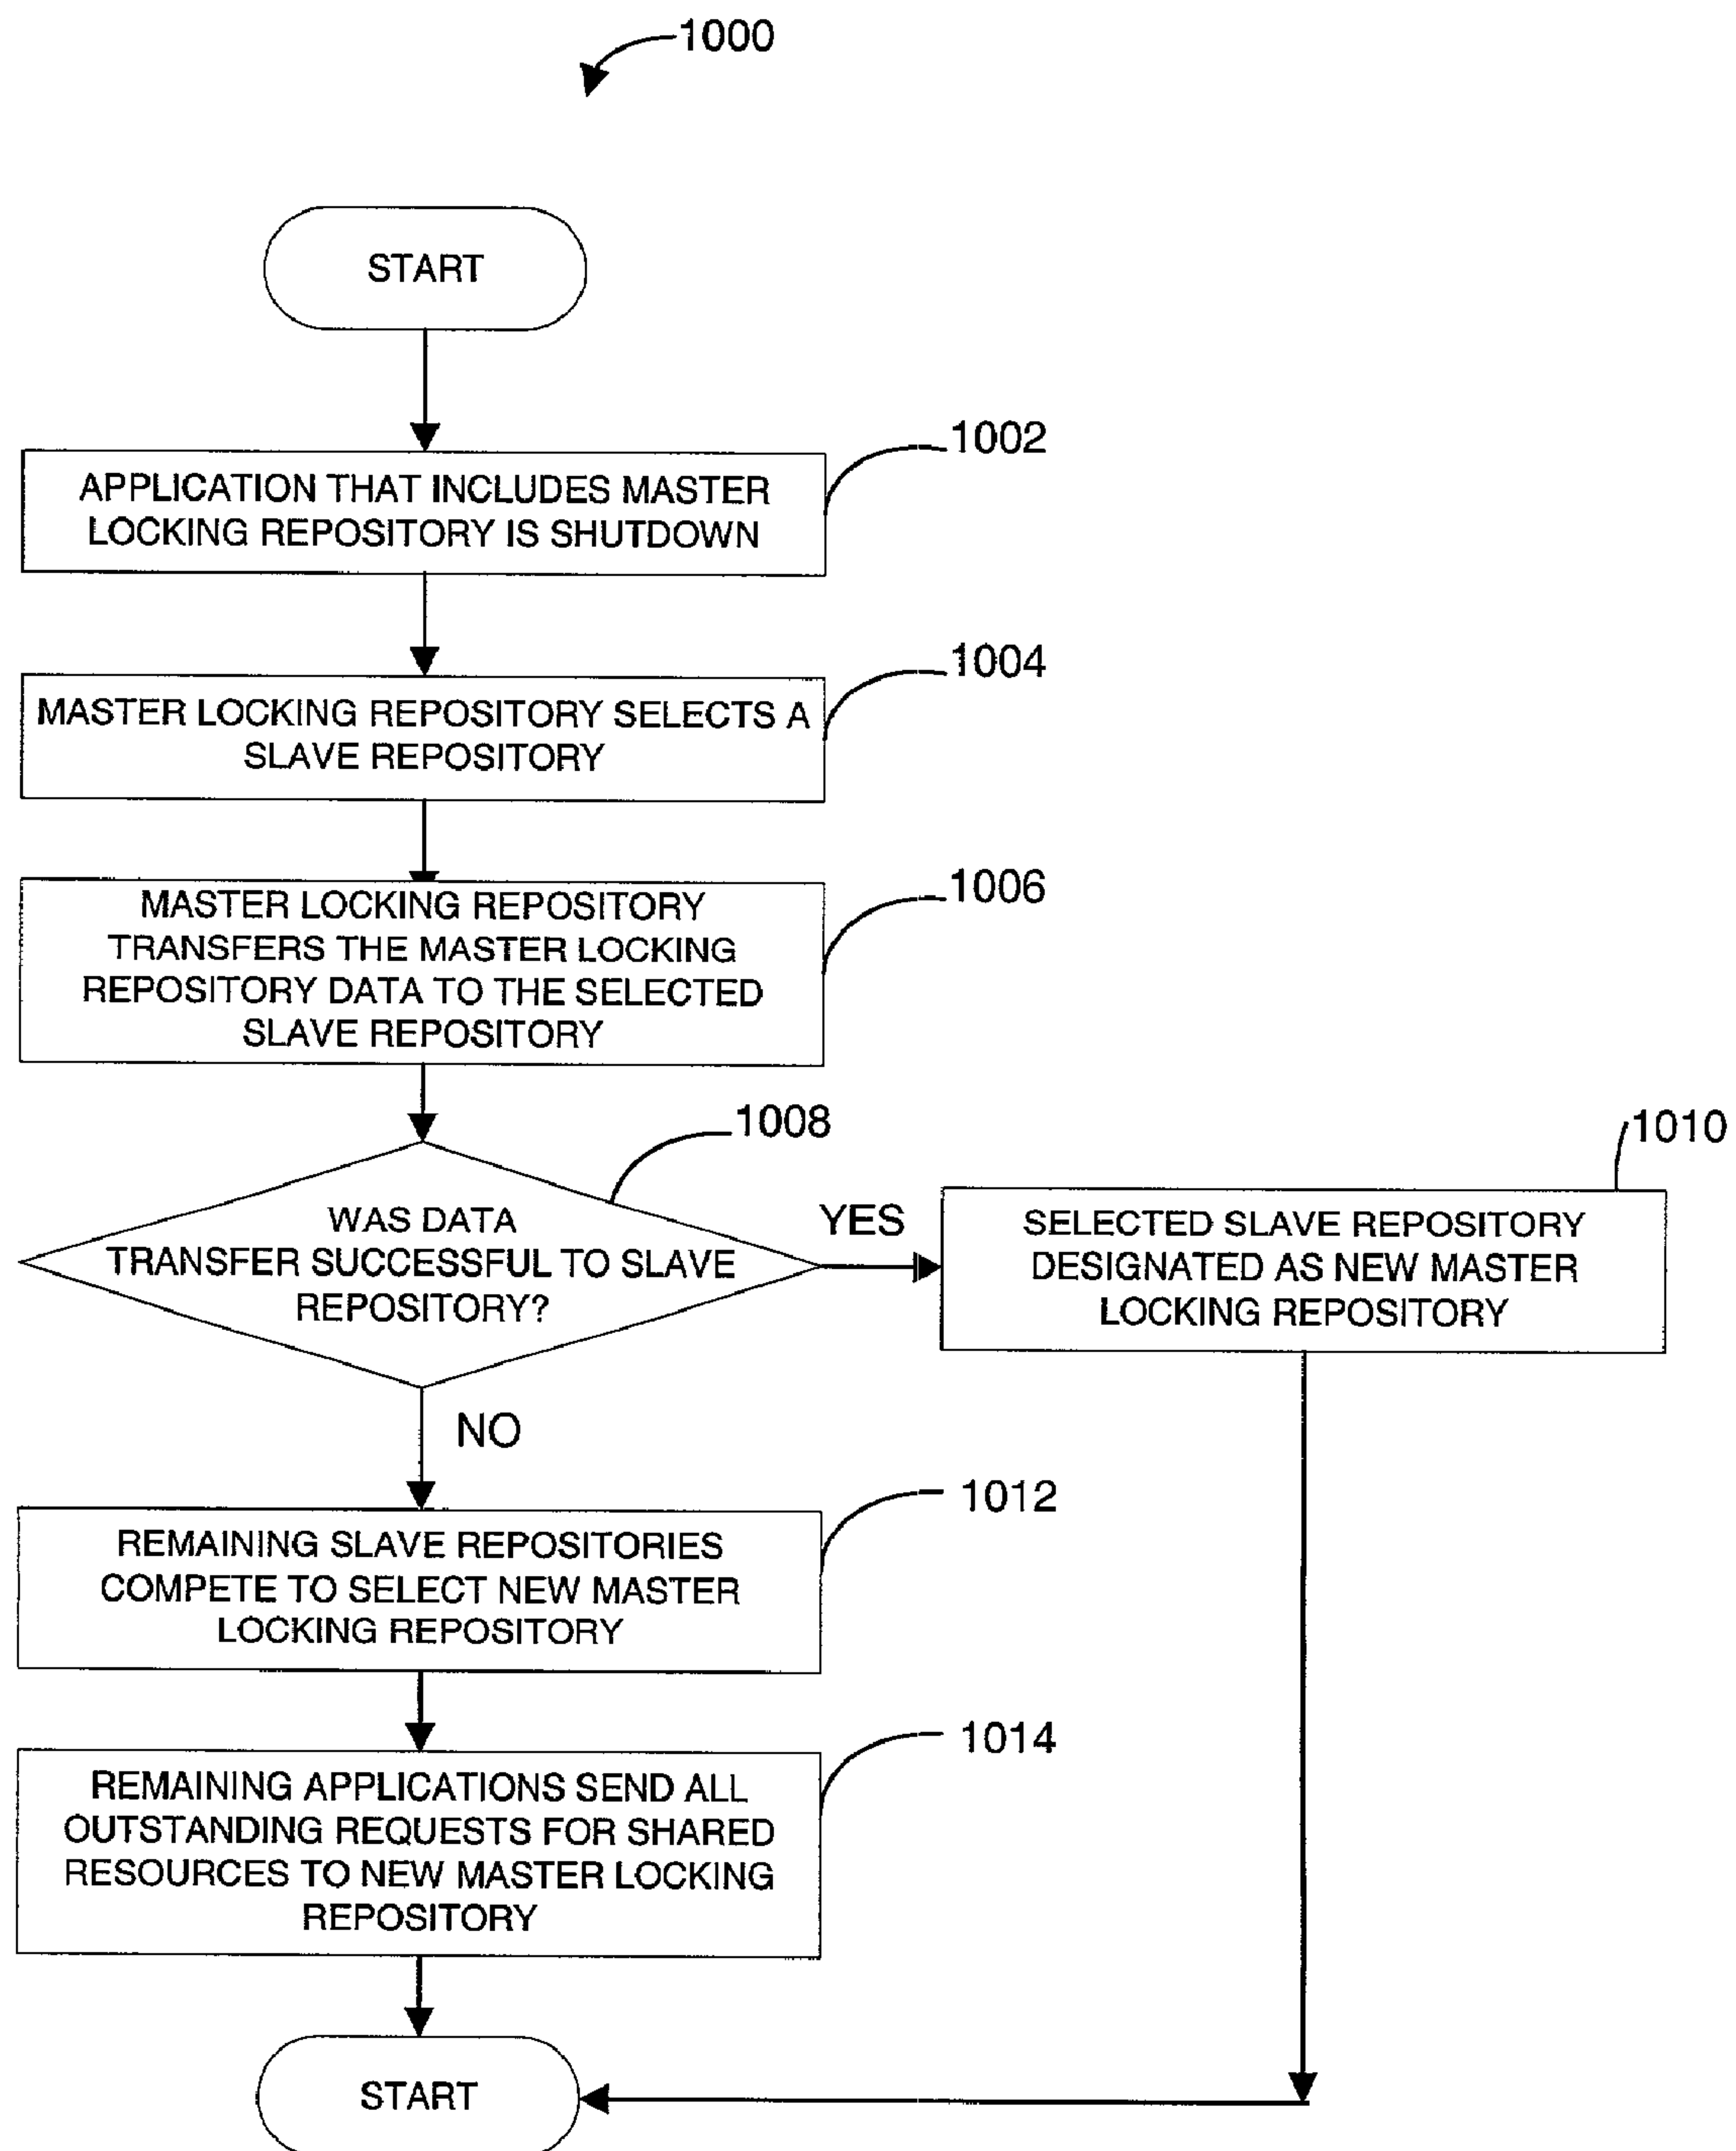 1000
START
1002
APPLICATION THAT INCLUDES MASTER
LOCKING REPOSITORY IS SHUTDOWN
1004
MASTER LOCKING REPOSITORY SELECTS A
SLAVE REPOSITORY
1006
MASTER LOCKING REPOSITORY
TRANSFERS THE MASTER LOCKING
REPOSITORY DATA TO THE SELECTED
SLAVE REPOSITORY
1008
WAS DATA
TRANSFER SUCCESSFUL TO SLAVE
REPOSITORY?
YES
1010
SELECTED SLAVE REPOSITORY
DESIGNATED AS NEW MASTER
LOCKING REPOSITORY
NO
1012
REMAINING SLAVE REPOSITORIES
COMPETE TO SELECT NEW MASTER
LOCKING REPOSITORY
1014
REMAINING APPLICATIONS SEND ALL
OUTSTANDING REQUESTS FOR SHARED
RESOURCES TO NEW MASTER LOCKING
REPOSITORY
START